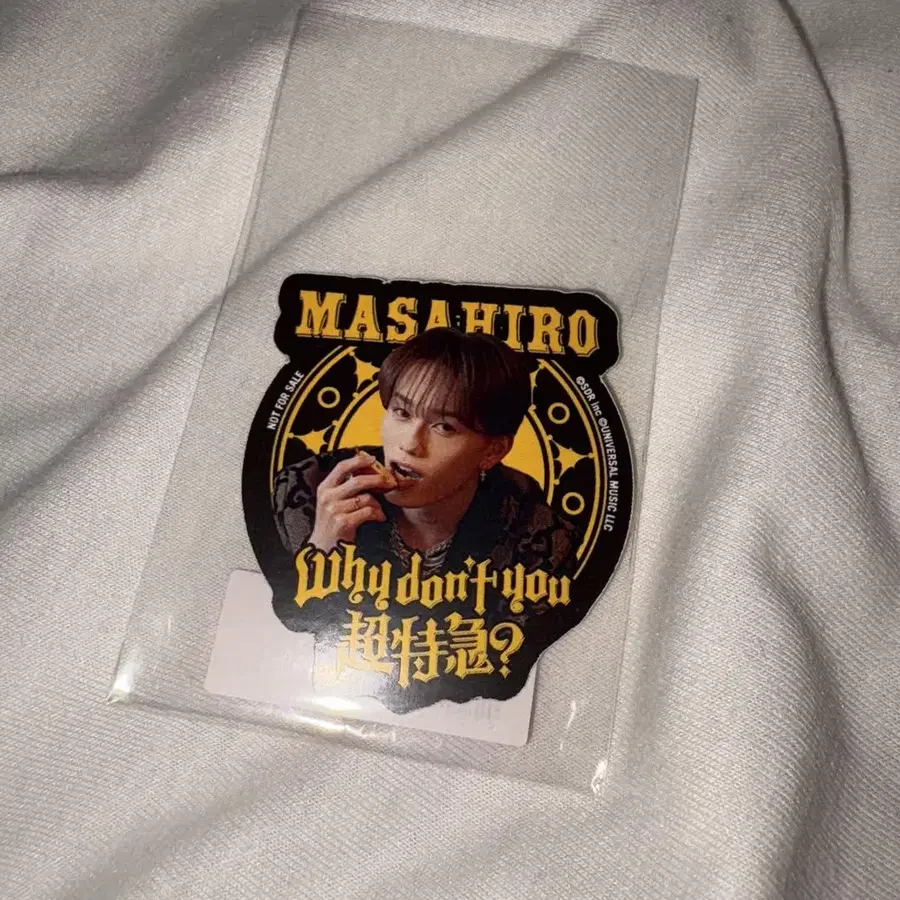 MASAHIRO
NOT FOR SALE
©SDR inc ©UNIVERSAL MUSIC LLC
Why don't you
超特急?